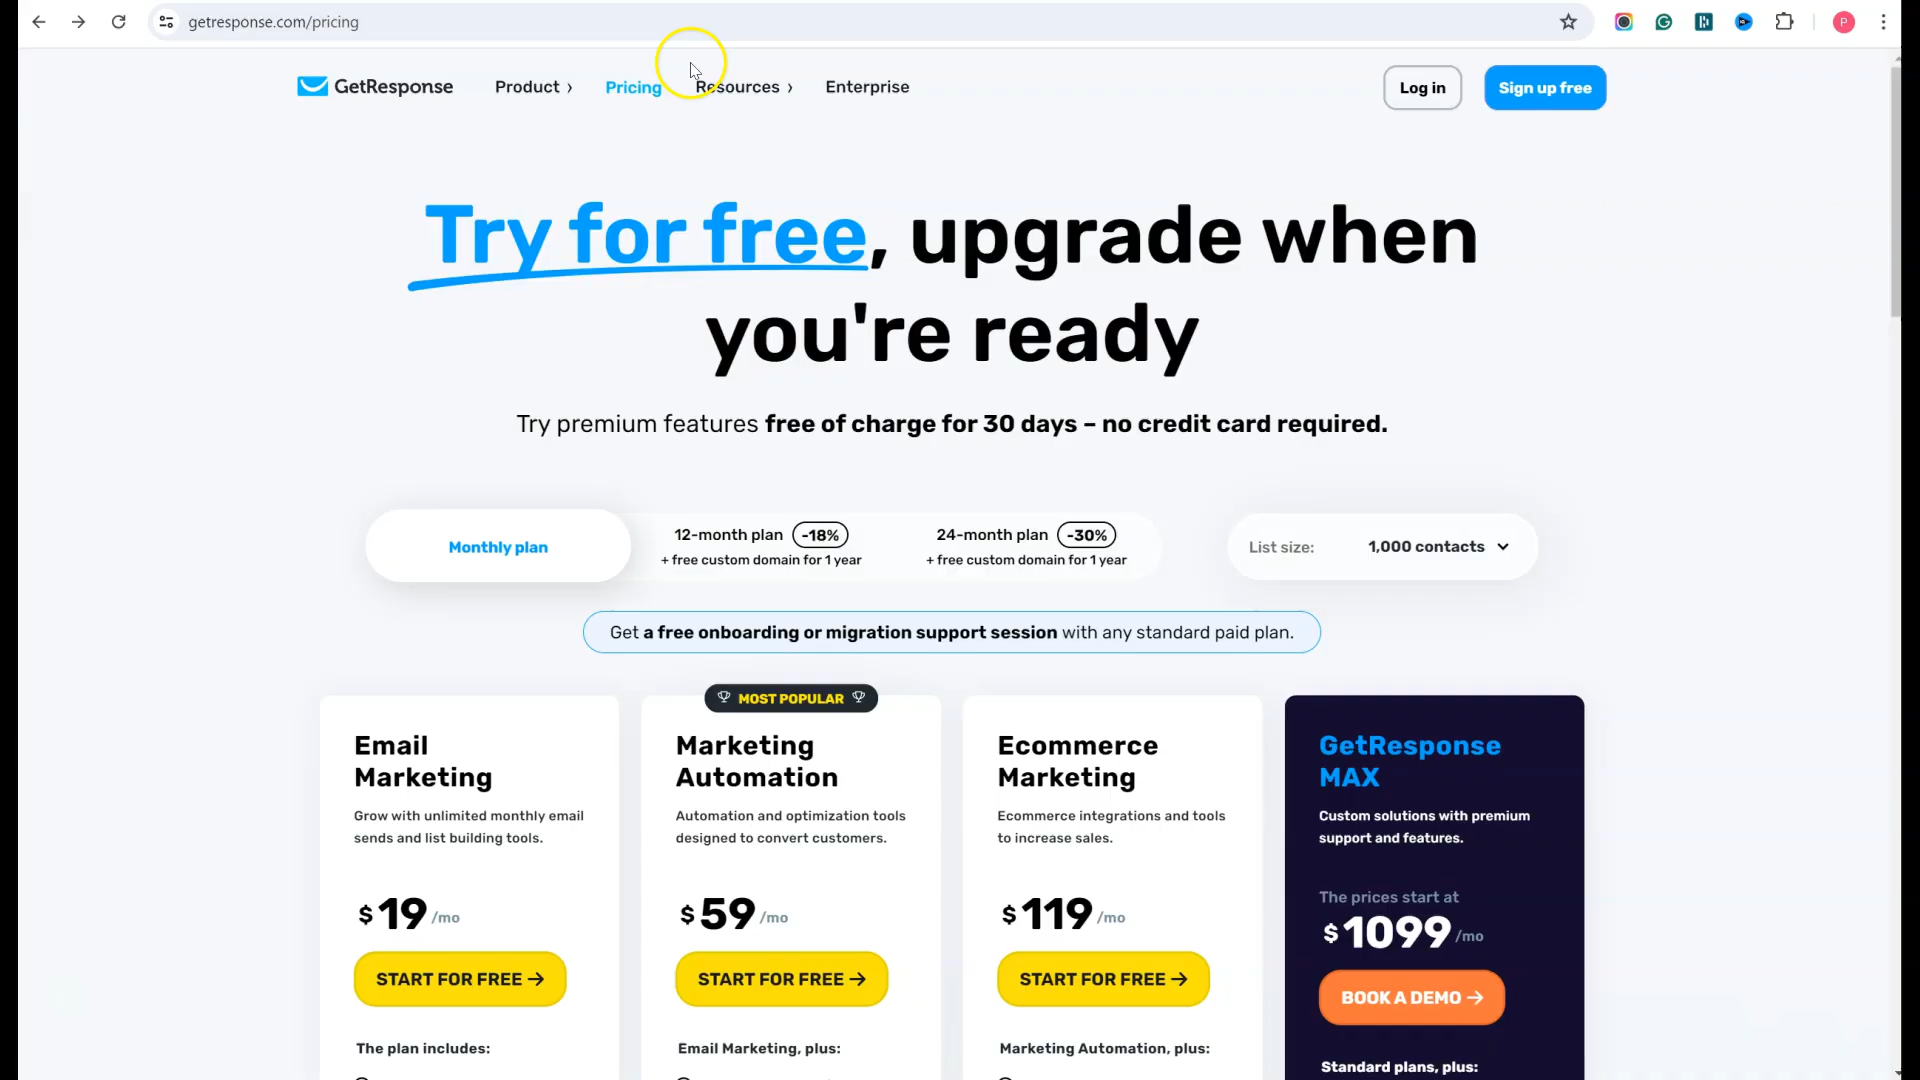 getresponse.com/pricing
P
GetResponse
Product ›
Pricing
Resources ›
Enterprise
Log in
Sign up free
Try for free, upgrade when
you're ready
Try premium features free of charge for 30 days – no credit card required.
Monthly plan
12-month plan -18%
+ free custom domain for 1 year
24-month plan -30%
+ free custom domain for 1 year
List size: 1,000 contacts
Get a free onboarding or migration support session with any standard paid plan.
Email
Marketing
Grow with unlimited monthly email
sends and list building tools.
$19 /mo
START FOR FREE →
The plan includes:
MOST POPULAR
Marketing
Automation
Automation and optimization tools
designed to convert customers.
$59 /mo
START FOR FREE →
Email Marketing, plus:
Ecommerce
Marketing
Ecommerce integrations and tools
to increase sales.
$119 /mo
START FOR FREE →
Marketing Automation, plus:
GetResponse
MAX
Custom solutions with premium
support and features.
The prices start at
$1099 /mo
BOOK A DEMO →
Standard plans, plus: